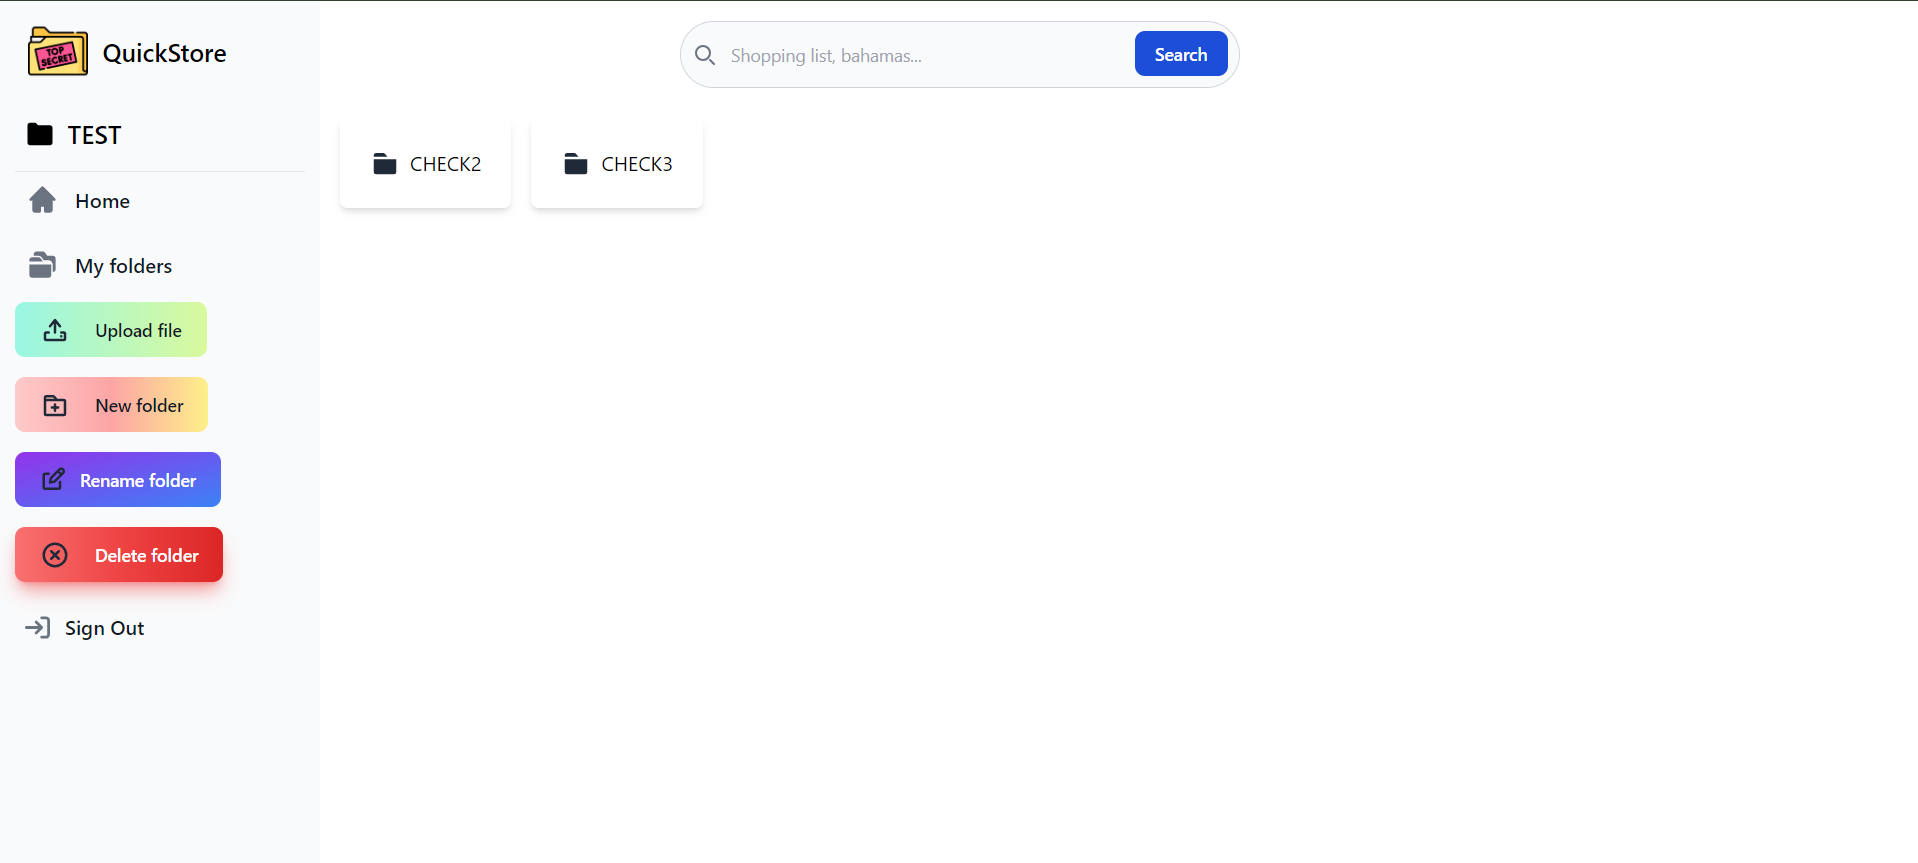 TOP
SECRET
QuickStore
Shopping list, bahamas...
Search
TEST
CHECK2
CHECK3
Home
My folders
Upload file
New folder
Rename folder
Delete folder
Sign Out